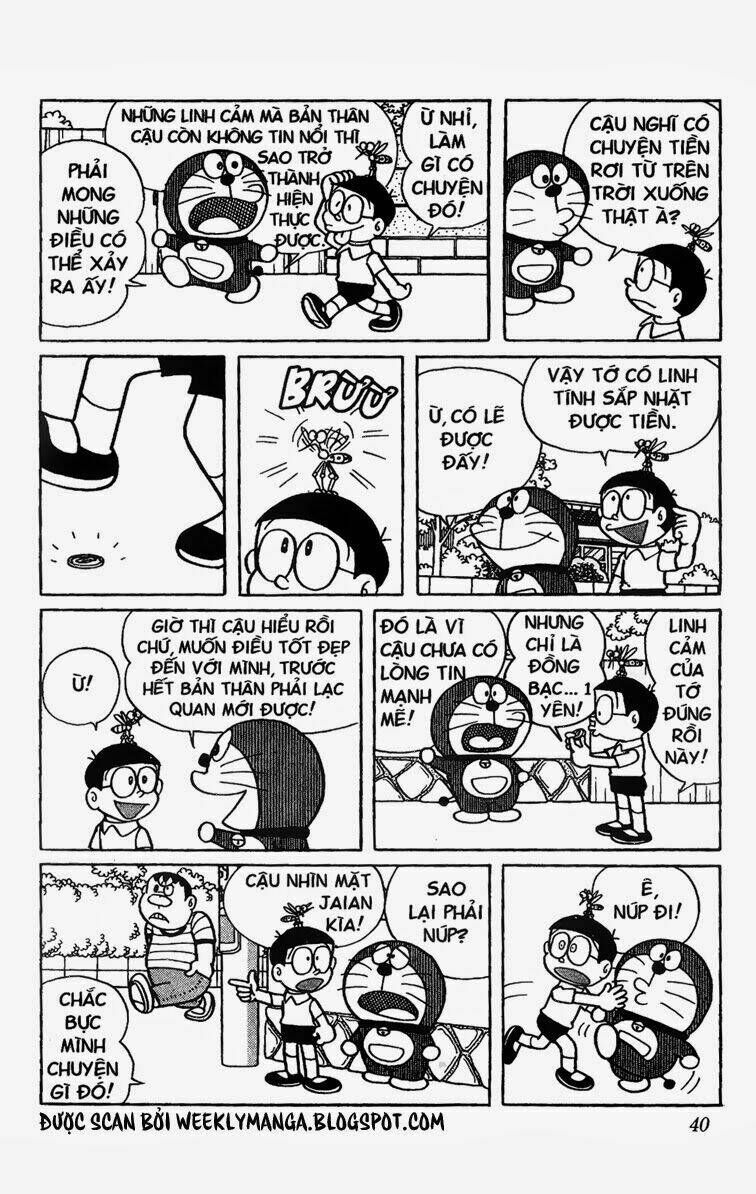 CẬU NGHĨ CÓ
CHUYỆN TIỀN
RƠI TỪ TRÊN
TRỜI XUỐNG
THẬT À?
Ừ NHỈ,
LÀM
GÌ CÓ
CHUYỆN
ĐÓ!
NHỮNG LINH CẢM MÀ BẢN THÂN
CẬU CÒN KHÔNG TIN NỔI THÌ
SAO TRỞ
THÀNH
HIỆN
THỰC
ĐƯỢC.
PHẢI
MONG
NHỮNG
ĐIỀU CÓ
THỂ XẢY
RA ẤY!
VẬY TỚ CÓ LINH
TÍNH SẮP NHẶT
ĐƯỢC TIỀN.
Ừ, CÓ LẼ
ĐƯỢC
ĐẤY!
BRỪỪ
LINH
CẢM
CỦA
TỚ
ĐÚNG
RỒI
NÀY!
NHƯNG
CHỈ LÀ
ĐỒNG
BẠC... 1
YÊN!
ĐÓ LÀ VÌ
CẬU CHƯA CÓ
LÒNG TIN
MẠNH
MẼ!
GIỜ THÌ CẬU HIỂU RỒI
CHỨ, MUỐN ĐIỀU TỐT ĐẸP
ĐẾN VỚI MÌNH, TRƯỚC
HẾT BẢN THÂN PHẢI LẠC
QUAN MỚI ĐƯỢC!
Ừ!
Ê,
NÚP ĐI!
SAO
LẠI PHẢI
NÚP?
CẬU NHÌN MẶT
JAIAN
KÌA!
CHẮC
BỰC
MÌNH
CHUYỆN
GÌ ĐÓ!
ĐƯỢC SCAN BỞI WEEKLYMANGA.BLOGSPOT.COM
40